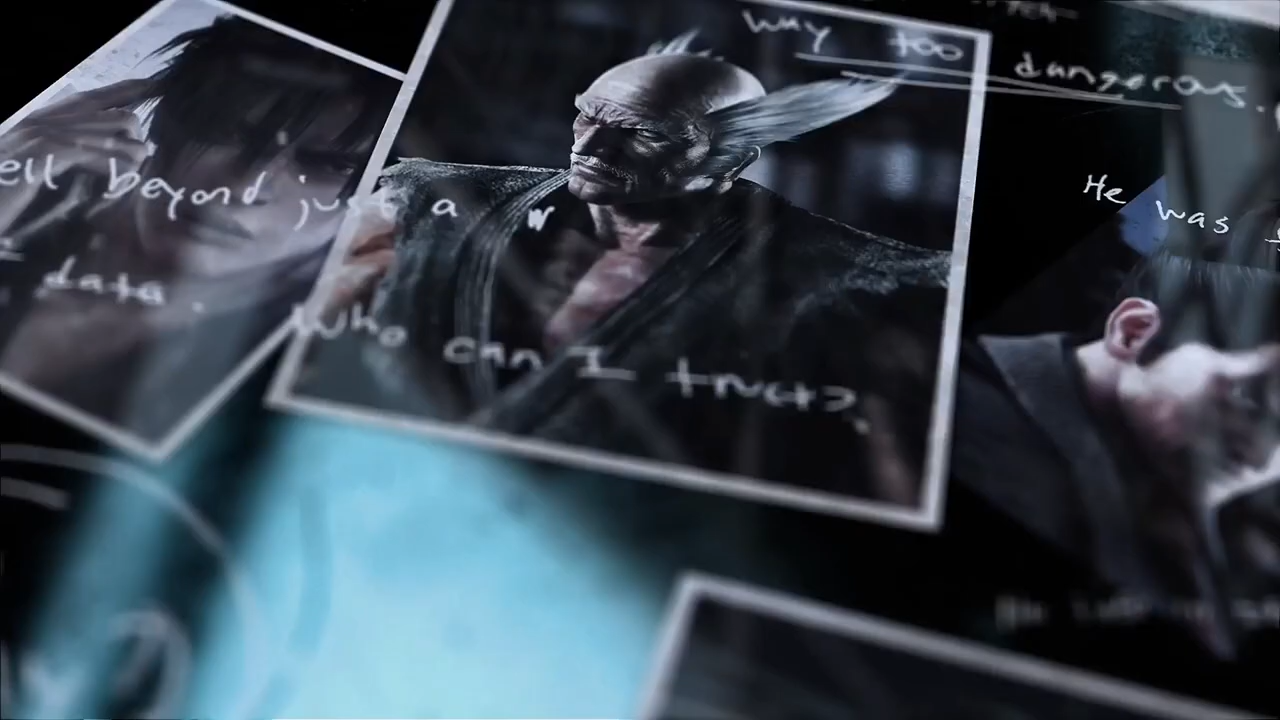 Way too dangerous.
He was
ell beyond just a w
data.
Who can I trust?